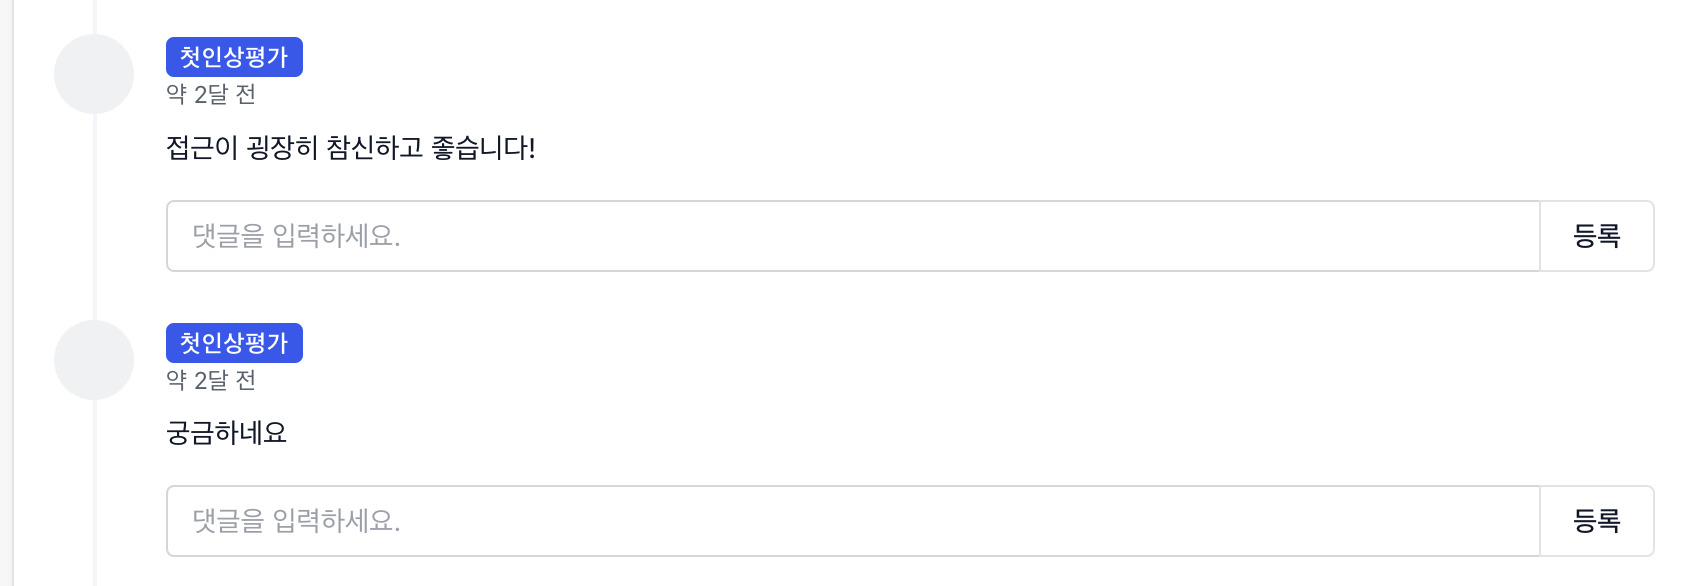 첫인상평가
약 2달 전
접근이 굉장히 참신하고 좋습니다!
댓글을 입력하세요. 등록
첫인상평가
약 2달 전
궁금하네요
댓글을 입력하세요. 등록